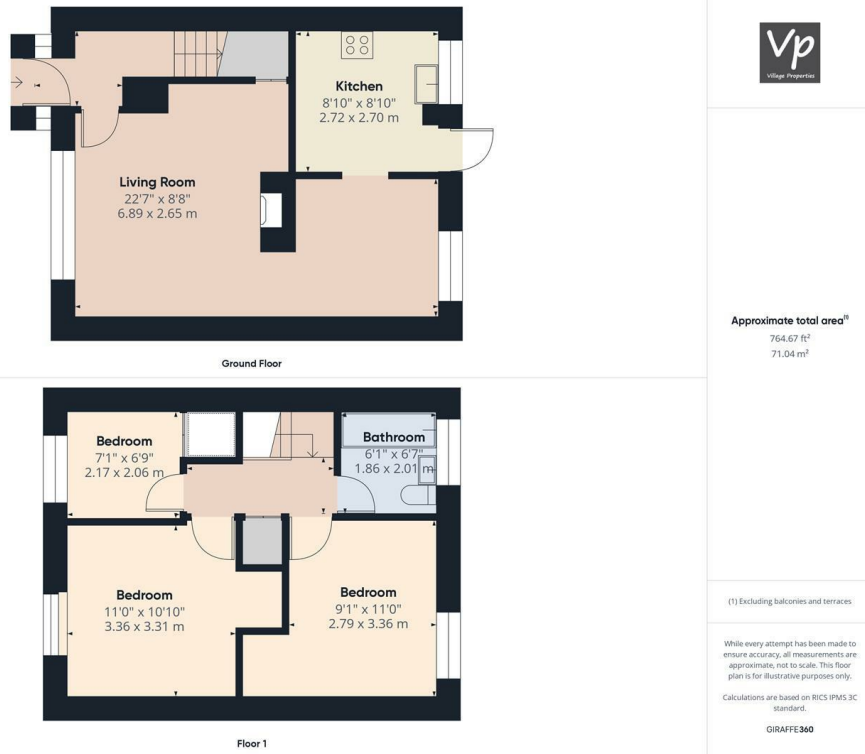 Kitchen
8'10" x 8'10"
2.72 x 2.70 m
Living Room
22'7" x 8'8"
6.89 x 2.65 m
Ground Floor
Bedroom
7'1" x 6'9"
2.17 x 2.06 m
Bathroom
6'1" x 6'7"
1.86 x 2.01 m
Bedroom
11'0" x 10'10"
3.36 x 3.31 m
Bedroom
9'1" x 11'0"
2.79 x 3.36 m
Floor 1
Vp
Village Properties
Approximate total area⁽¹⁾
764.67 ft²
71.04 m²
(1) Excluding balconies and terraces
While every attempt has been made to
ensure accuracy, all measurements are
approximate, not to scale. This floor
plan is for illustrative purposes only.
Calculations are based on RICS IPMS 3C
standard.
GIRAFFE360